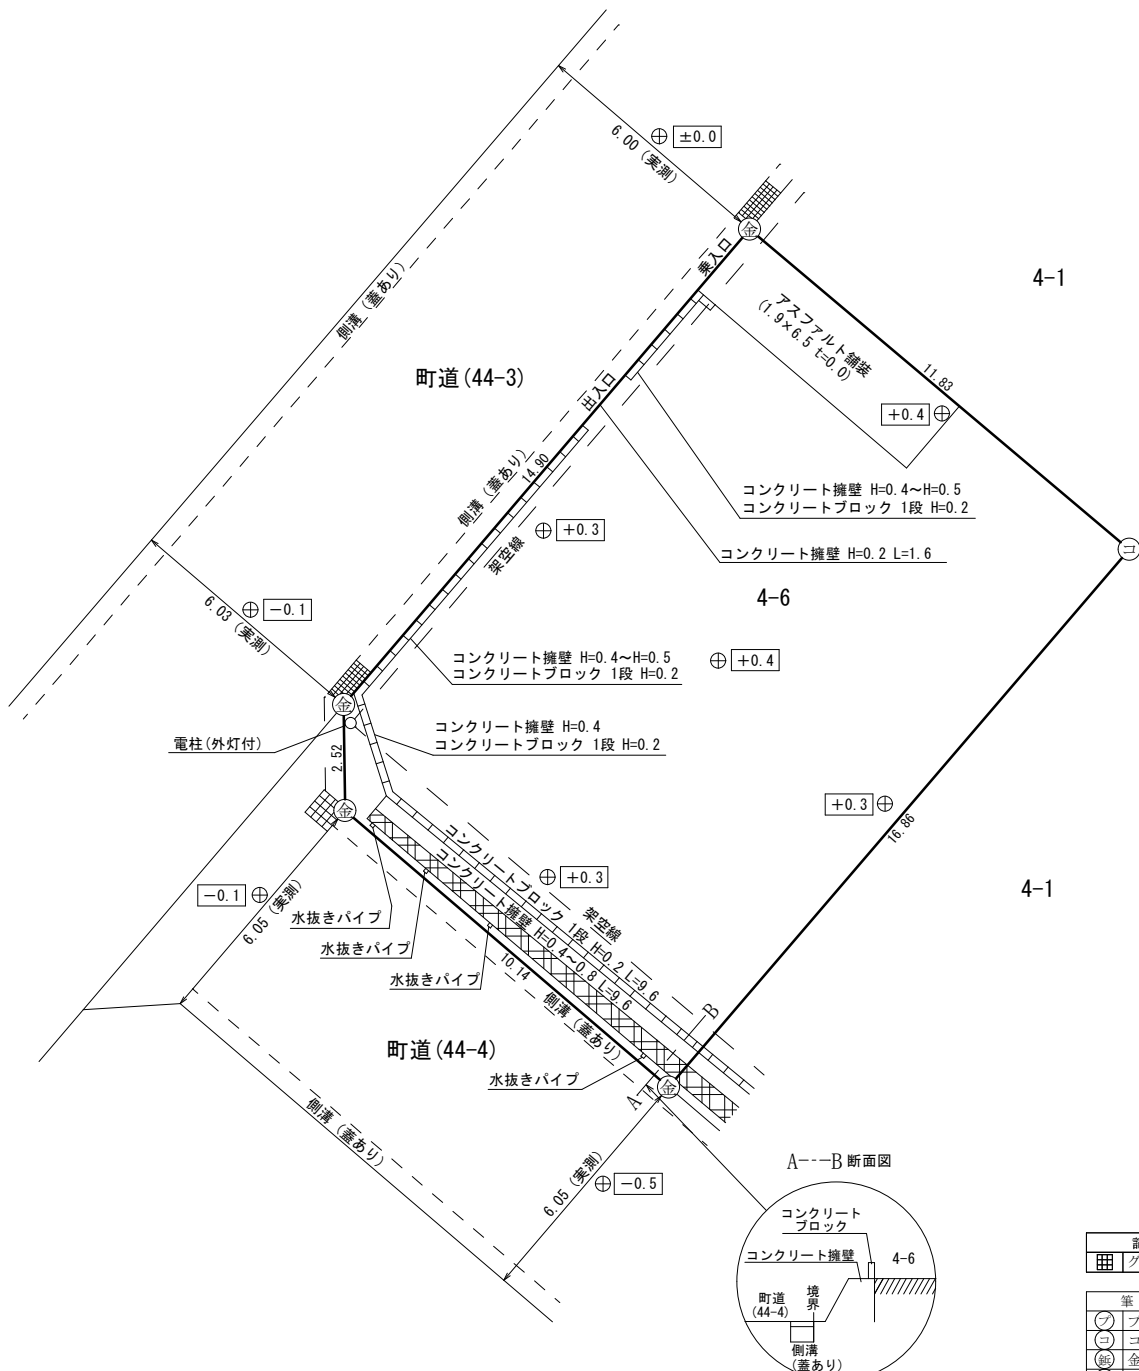 6.00 (実測)
±0.0
金
乗入口
4-1
側溝 (蓋あり)
アスファルト舗装
(1.9×6.5 t=0.0)
町道(44-3)
11.83
出入口
+0.4
側溝 (蓋あり)
14.90
コンクリート擁壁 H=0.4~H=0.5
コンクリートブロック 1段 H=0.2
+0.3
架空線
コ
コンクリート擁壁 H=0.2 L=1.6
4-6
6.03 (実測)
-0.1
コンクリート擁壁 H=0.4~H=0.5
コンクリートブロック 1段 H=0.2
+0.4
金
電柱(外灯付)
コンクリート擁壁 H=0.4
コンクリートブロック 1段 H=0.2
2.52
金
+0.3
16.86
コンクリートブロック 1段 H=0.2 L=9.6
コンクリート擁壁 H=0.4~0.8 L=9.6
+0.3
架空線
-0.1
6.05 (実測)
4-1
水抜きパイプ
水抜きパイプ
水抜きパイプ
10.14
側溝 (蓋あり)
B
町道(44-4)
水抜きパイプ
金
A
側溝 (蓋あり)
6.05 (実測)
-0.5
A---B 断面図
コンクリート
ブロック
コンクリート擁壁
4-6
町道
(44-4)
境界
側溝
(蓋あり)
筆
プ
プ
コ
コ
鋲
金